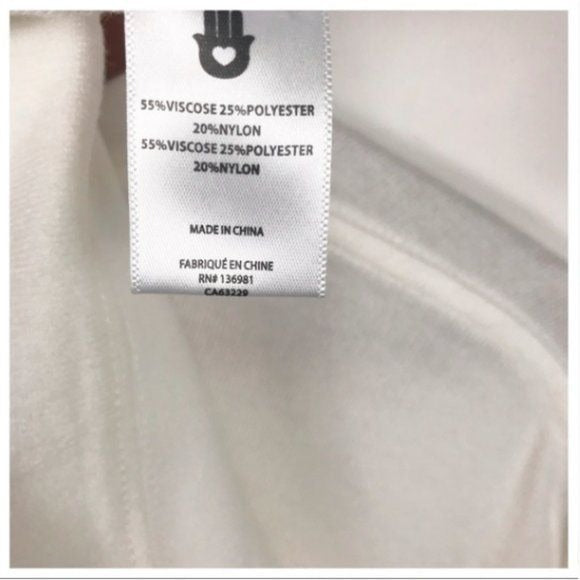 55%VISCOSE 25%POLYESTER
20%NYLON
55%VISCOSE 25%POLYESTER
20%NYLON
MADE IN CHINA
FABRIQUÉ EN CHINE
RN# 136981
CA63229